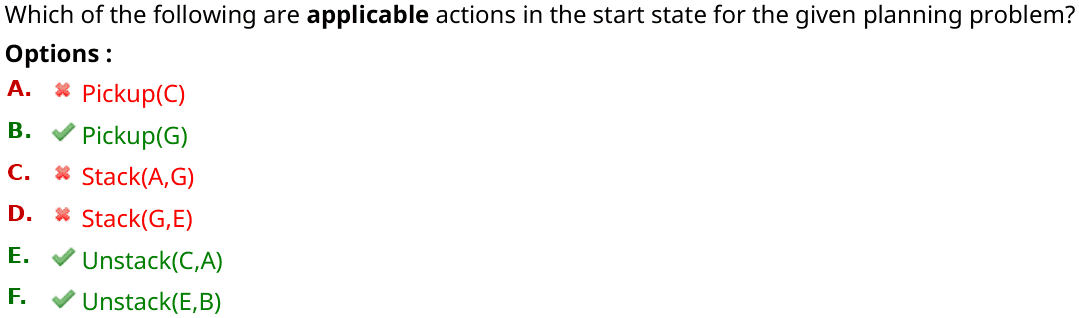 Which of the following are applicable actions in the start state for the given planning problem?
Options :
A. Pickup(C)
B. Pickup(G)
C. Stack(A,G)
D. Stack(G,E)
E. Unstack(C,A)
F. Unstack(E,B)